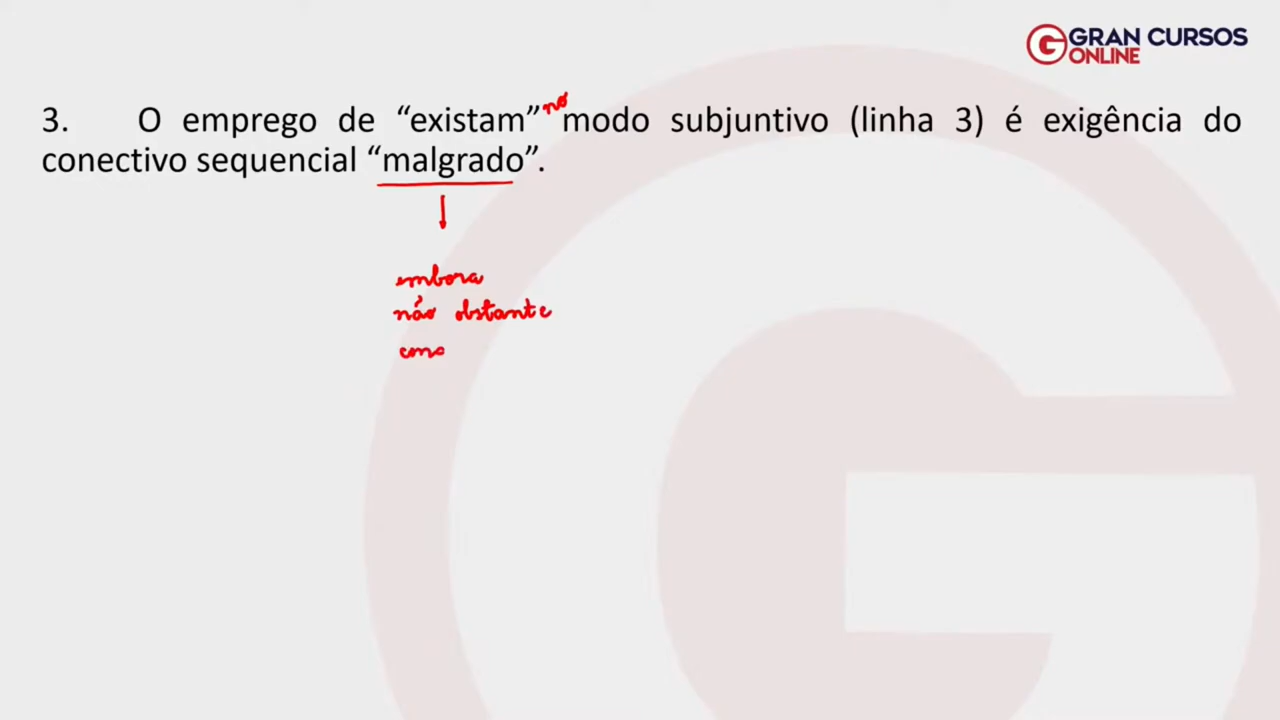 GRAN CURSOS
ONLINE
3. O emprego de “existam” no modo subjuntivo (linha 3) é exigência do
conectivo sequencial “malgrado”.
embora
não obstante